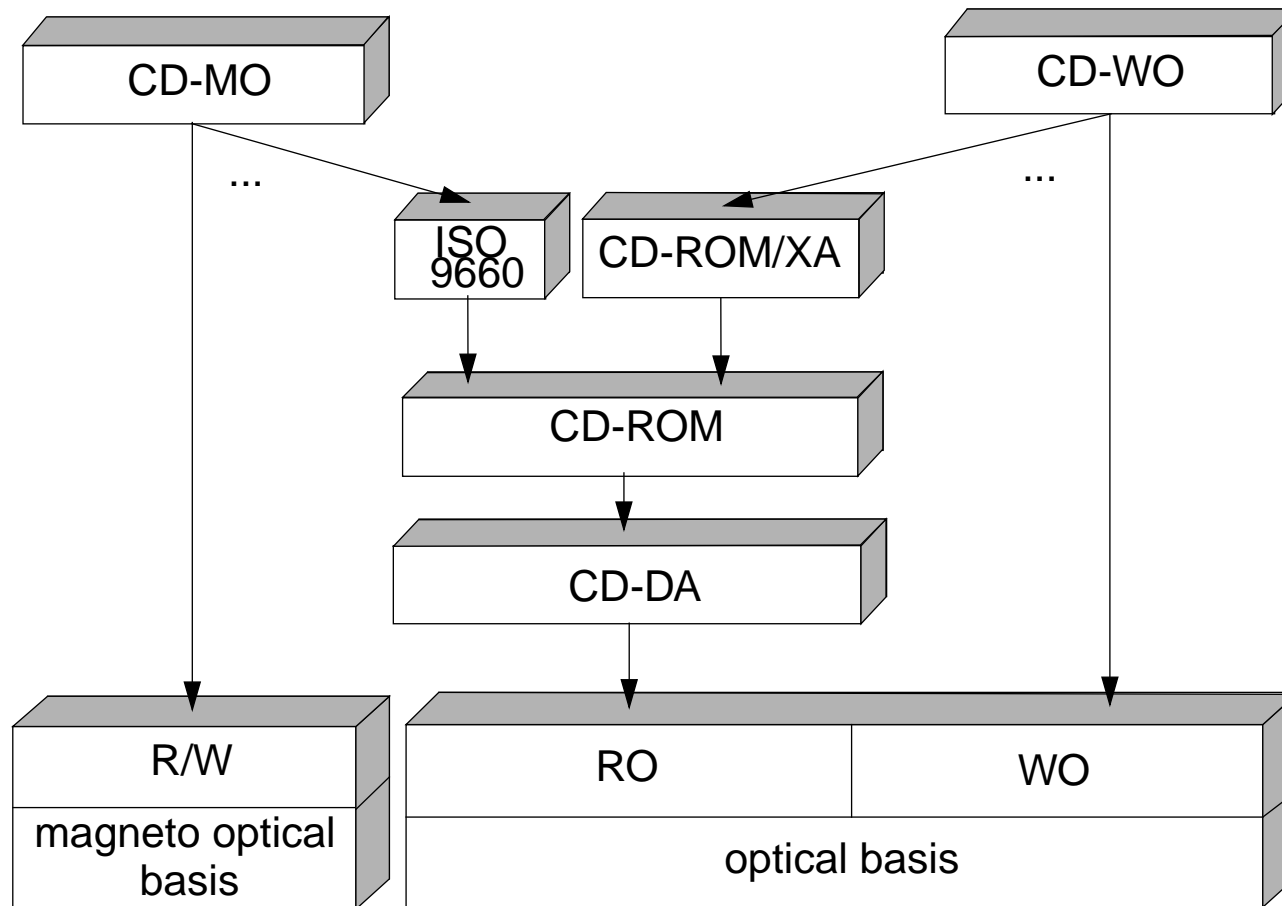 CD-MO
CD-WO
...
...
ISO
9660
CD-ROM/XA
CD-ROM
CD-DA
R/W
RO
WO
magneto optical
basis
optical basis